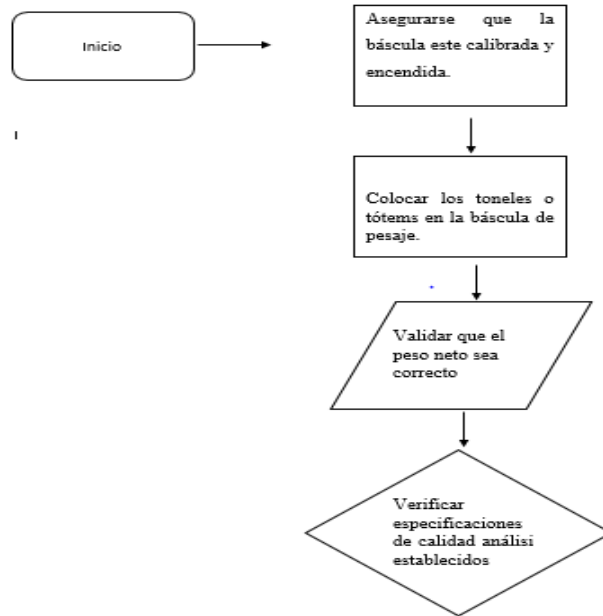 Inicio
Asegurarse que la
báscula este calibrada y
encendida.
Colocar los toneles o
tótems en la báscula de
pesaje.
Validar que el
peso neto sea
correcto
Verificar
especificaciones
de calidad análisi
establecidos